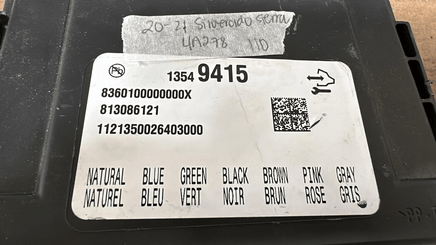 20-21 Silverado Sierra
4A278 110
1354 9415
8360100000000X
813086121
1121350026403000
NATURAL BLUE GREEN BLACK BROWN PINK GRAY
NATUREL BLEU VERT NOIR BRUN ROSE GRIS